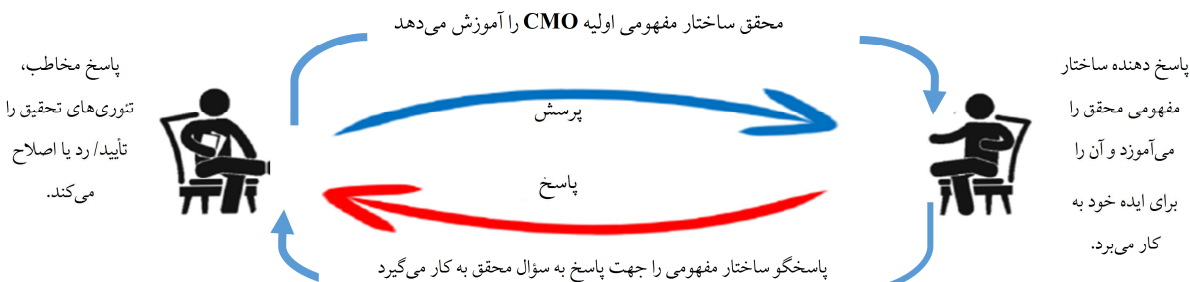 محقق ساختار مفهومی اولیه CMO را آموزش می‌دهد
پاسخ دهنده ساختار
مفهومی محقق را
می‌آموزد و آن را
برای ایده خود به
کار می‌برد.
پرسش
پاسخ
پاسخ مخاطب،
تئوری‌های تحقیق را
تأیید/ رد یا اصلاح
می‌کند.
پاسخگو ساختار مفهومی را جهت پاسخ به سؤال محقق به کار می‌گیرد